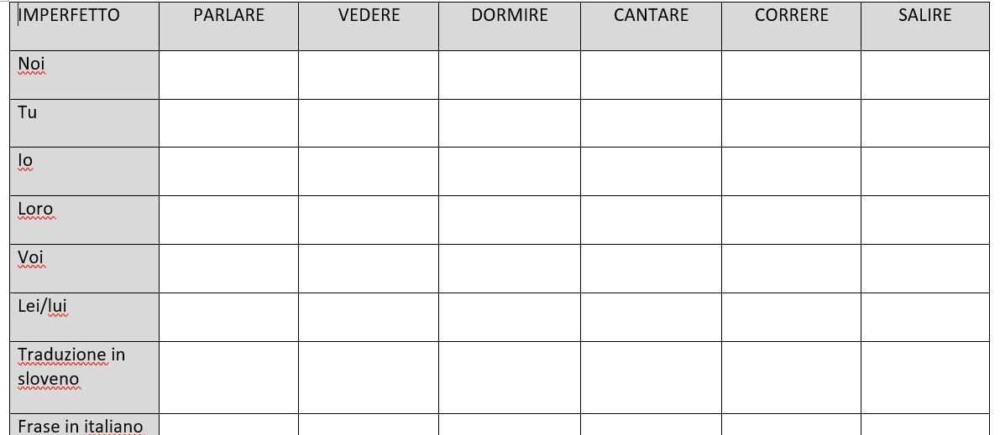 IMPERFETTO PARLARE VEDERE DORMIRE CANTARE CORRERE SALIRE
Noi
Tu
Io
Loro
Voi
Lei/lui
Traduzione in
sloveno
Frase in italiano